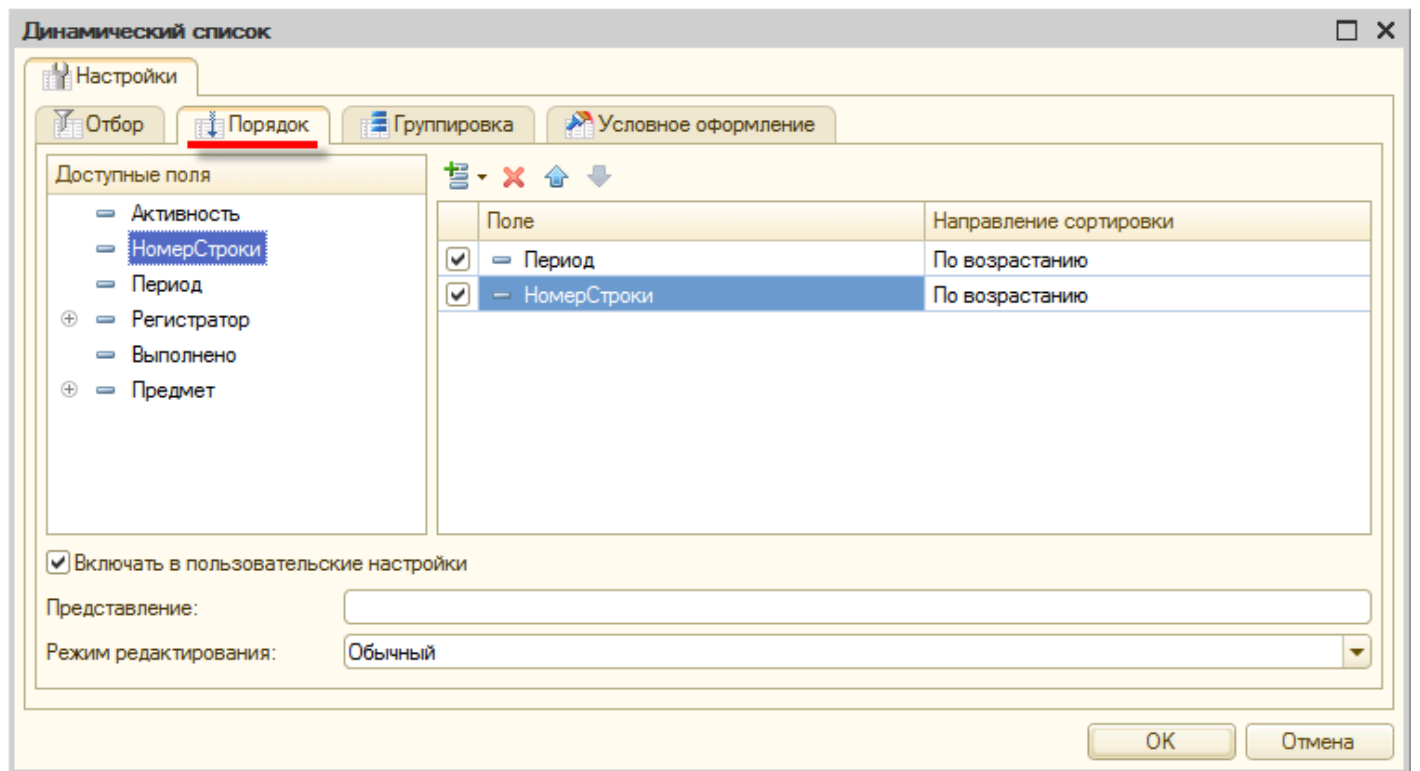 Динамический список
Настройки
Отбор Порядок Группировка Условное оформление
Доступные поля
Активность
НомерСтроки
Период
Регистратор
Выполнено
Предмет
Поле Направление сортировки
Период По возрастанию
НомерСтроки По возрастанию
Включать в пользовательские настройки
Представление:
Режим редактирования: Обычный
OK Отмена